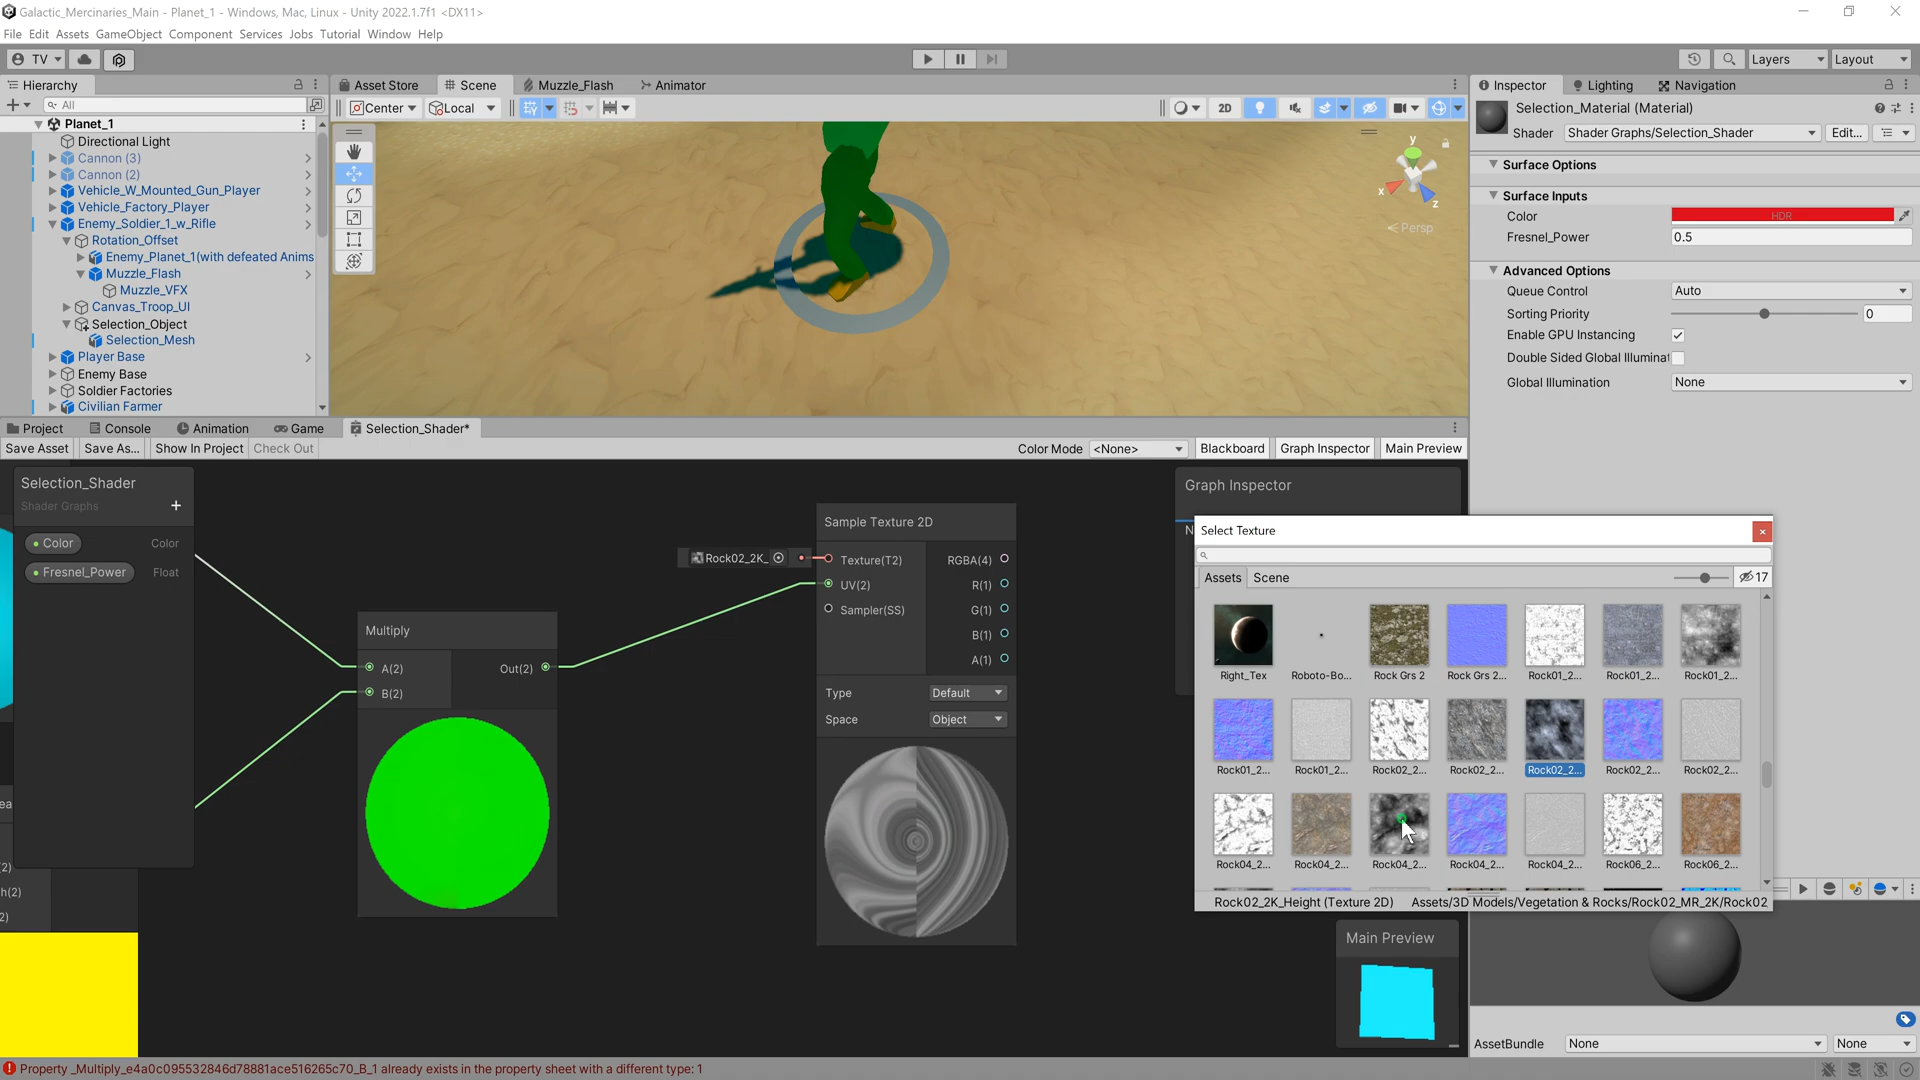 Galactic_Mercinaries_Main - Planet_1 - Windows, Mac, Linux - Unity 2022.1.7f1 <DX11>
File Edit Assets GameObject Component Services Jobs Tutorial Window Help
TV Layers Layout
Hierarchy
All
Planet_1
Directional Light
Cannon (3)
Cannon (2)
Vehicle_W_Mounted_Gun_Player
Vehicle_Factory_Player
Enemy_Soldier_1_w_Rifle
Rotation_Offset
Enemy_Planet_1(with defeated Anims
Muzzle_Flash
Muzzle_VFX
Canvas_Troop_UI
Selection_Object
Selection_Mesh
Player Base
Enemy Base
Soldier Factories
Civilian Farmer
Asset Store Scene Muzzle_Flash Animator
Center Local 2D
y
x
z
Persp
Inspector Lighting Navigation
Selection_Material (Material)
Shader Shader Graphs/Selection_Shader Edit...
Surface Options
Surface Inputs
Color HDR
Fresnel_Power 0.5
Advanced Options
Queue Control Auto
Sorting Priority 0
Enable GPU Instancing
Double Sided Global Illuminat
Global Illumination None
Project Console Animation Game Selection_Shader*
Save Asset Save As... Show In Project Check Out Color Mode <None> Blackboard Graph Inspector Main Preview
Selection_Shader
Shader Graphs
Color Color
Fresnel_Power Float
Multiply
A(2) Out(2)
B(2)
Rock02_2K_
Sample Texture 2D
Texture(T2) RGBA(4)
UV(2) R(1)
Sampler(SS) G(1)
B(1)
A(1)
Type Default
Space Object
Graph Inspector
N
Select Texture
Assets Scene 17
Right_Tex Roboto-Bo... Rock Grs 2 Rock Grs 2... Rock01_2... Rock01_2... Rock01_2...
Rock01_2... Rock01_2... Rock02_2... Rock02_2... Rock02_2... Rock02_2... Rock02_2...
Rock04_2... Rock04_2... Rock04_2... Rock04_2... Rock04_2... Rock06_2... Rock06_2...
Rock02_2K_Height (Texture 2D) Assets/3D Models/Vegetation & Rocks/Rock02_MR_2K/Rock02
Main Preview
AssetBundle None None
Property _Multiply_e4a0c095532846d78881ace516265c70_B_1 already exists in the property sheet with a different type: 1